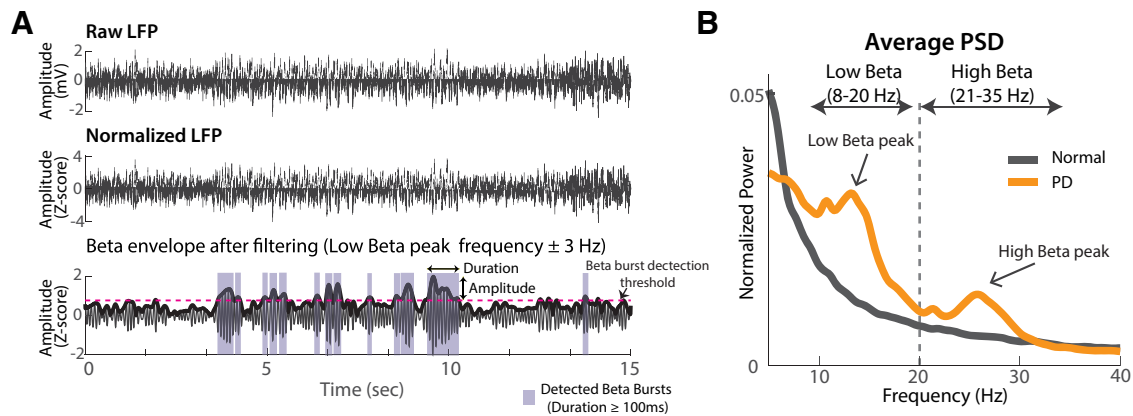 A
Raw LFP
Amplitude
(mV)
2
0
-2
Normalized LFP
Amplitude
(Z-score)
4
0
-4
Beta envelope after filtering (Low Beta peak frequency ± 3 Hz)
Amplitude
(Z-score)
2
0
-2
Duration
Amplitude
Beta burst dectection
threshold
0 5 10 15
Time (sec)
Detected Beta Bursts
(Duration ≥ 100ms)
B
Average PSD
Low Beta
(8-20 Hz)
High Beta
(21-35 Hz)
0.05
Low Beta peak
Normal
PD
Normalized Power
High Beta peak
0
10 20 30 40
Frequency (Hz)